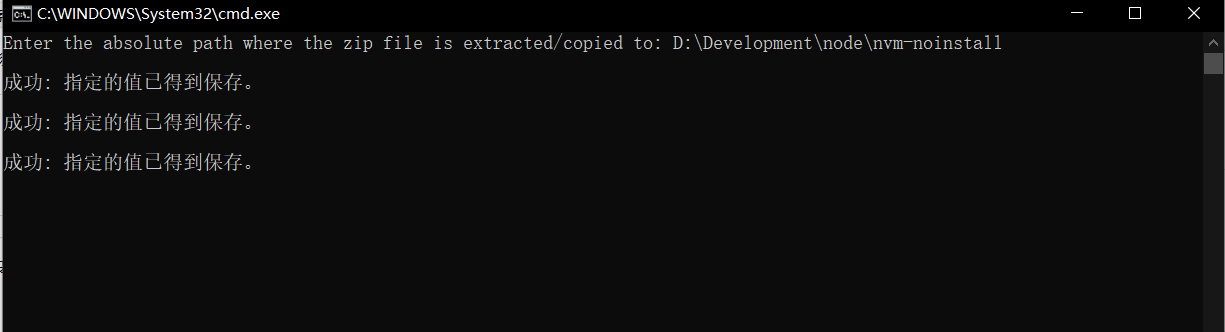 C:\WINDOWS\System32\cmd.exe
Enter the absolute path where the zip file is extracted/copied to: D:\Development\node\nvm-noinstall
成功: 指定的值已得到保存。
成功: 指定的值已得到保存。
成功: 指定的值已得到保存。